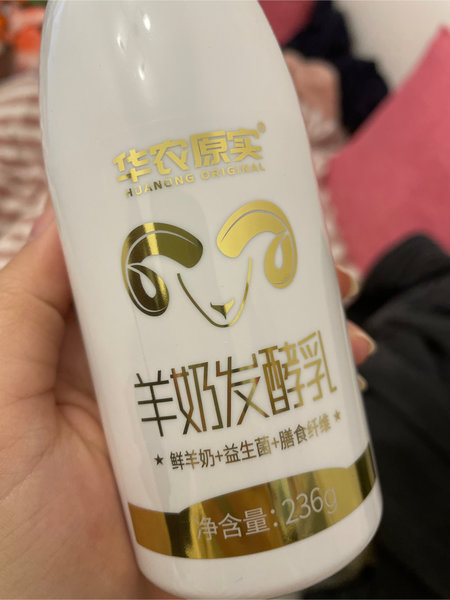 华农原实®
HUANONG ORIGINAL
羊奶发酵乳
★ 鲜羊奶+益生菌+膳食纤维 ★
净含量：236g